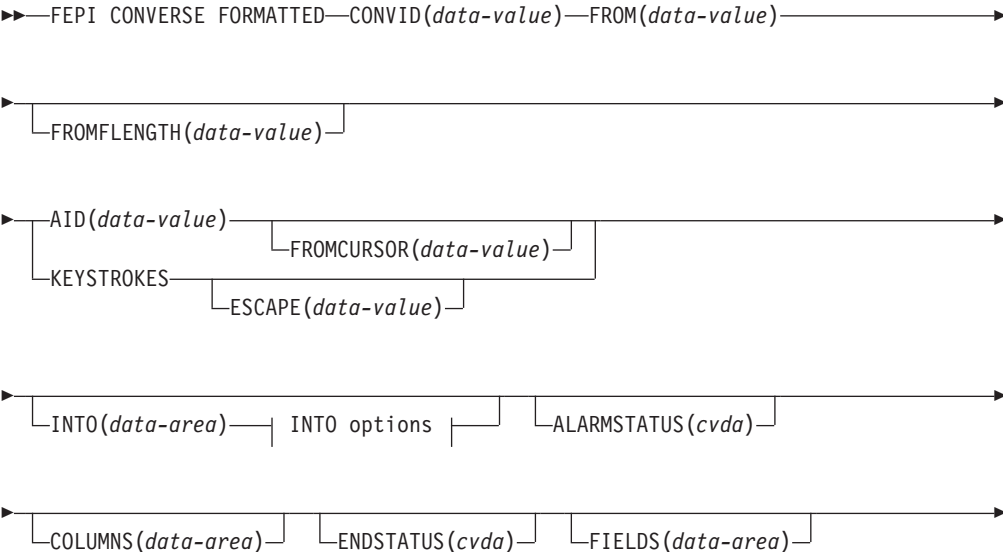 FEPI CONVERSE FORMATTED CONVID(data-value) FROM(data-value)
FROMFLENGTH(data-value)
AID(data-value)
FROMCURSOR(data-value)
KEYSTROKES
ESCAPE(data-value)
INTO(data-area) INTO options ALARMSTATUS(cvda)
COLUMNS(data-area) ENDSTATUS(cvda) FIELDS(data-area)